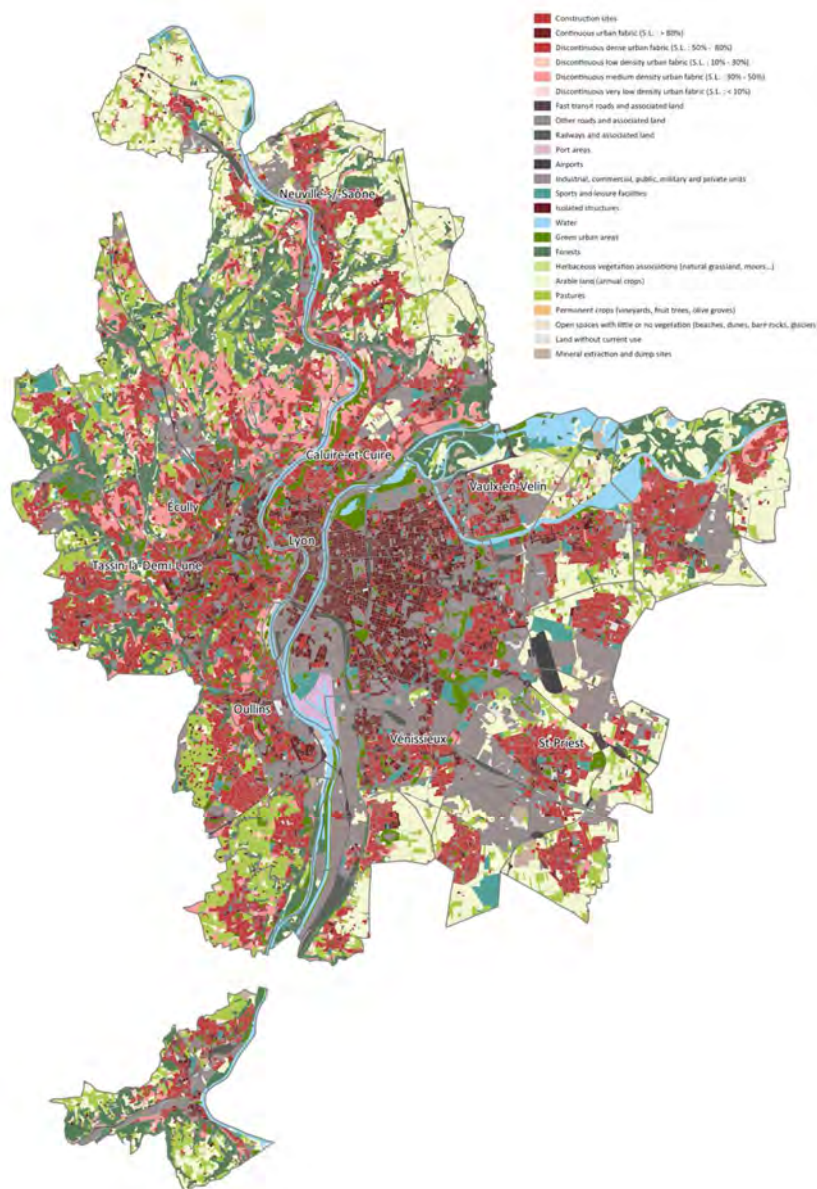 Construction sites
Continuous urban fabric (S.L. : > 80%)
Discontinuous dense urban fabric (S.L. : 50% - 80%)
Discontinuous low density urban fabric (S.L. : 10% - 30%)
Discontinuous medium density urban fabric (S.L. : 30% - 50%)
Discontinuous very low density urban fabric (S.L. : < 10%)
Fast transit roads and associated land
Other roads and associated land
Railways and associated land
Port areas
Airports
Industrial, commercial, public, military and private units
Sports and leisure facilities
Isolated structures
Water
Green urban areas
Forests
Herbaceous vegetation associations (natural grassland, moors...)
Arable land (annual crops)
Pastures
Permanent crops (vineyards, fruit trees, olive groves)
Open spaces with little or no vegetation (beaches, dunes, bare rocks, glaciers)
Land without current use
Mineral extraction and dump sites
Neuville-s/-Saône
Caluire-et-Cuire
Vaulx-en-Velin
Écully
Lyon
Tassin-la-Demi-Lune
Oullins
Vénissieux
St-Priest